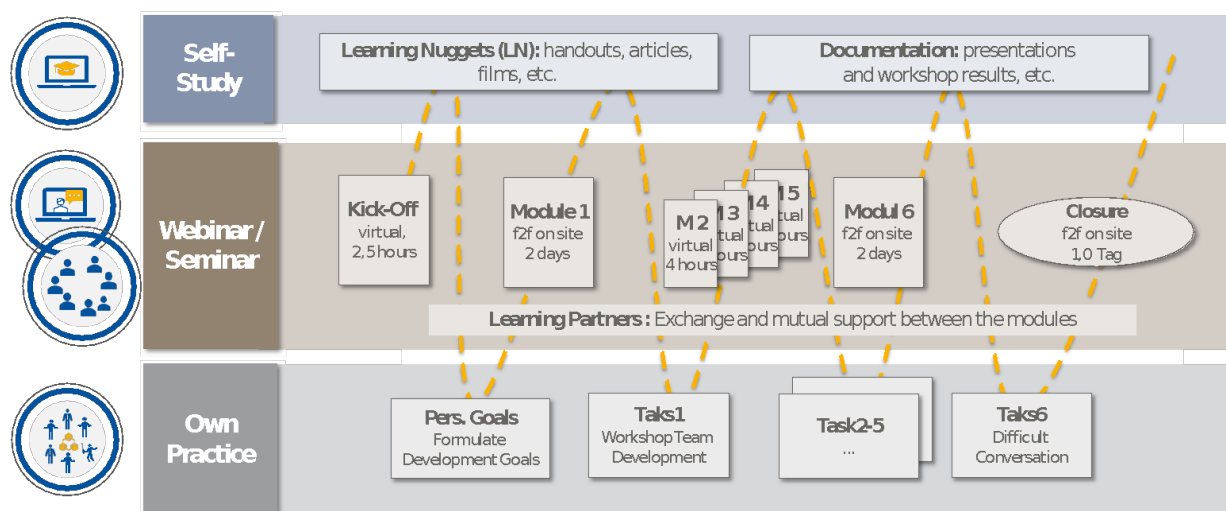 Self-
Study
Learning Nuggets (LN): handouts, articles,
films, etc.
Documentation: presentations
and workshop results, etc.
Webinar /
Seminar
Kick-Off
virtual,
2,5 hours
Module 1
f2f on site
2 days
M2
virtual
4 hours
M3
M4
M5
Modul 6
f2f on site
2 days
Closure
f2f on site
1,0 Tag
Learning Partners : Exchange and mutual support between the modules
Own
Practice
Pers. Goals
Formulate
Development Goals
Taks1
Workshop Team
Development
Task2-5
...
Taks6
Difficult
Conversation